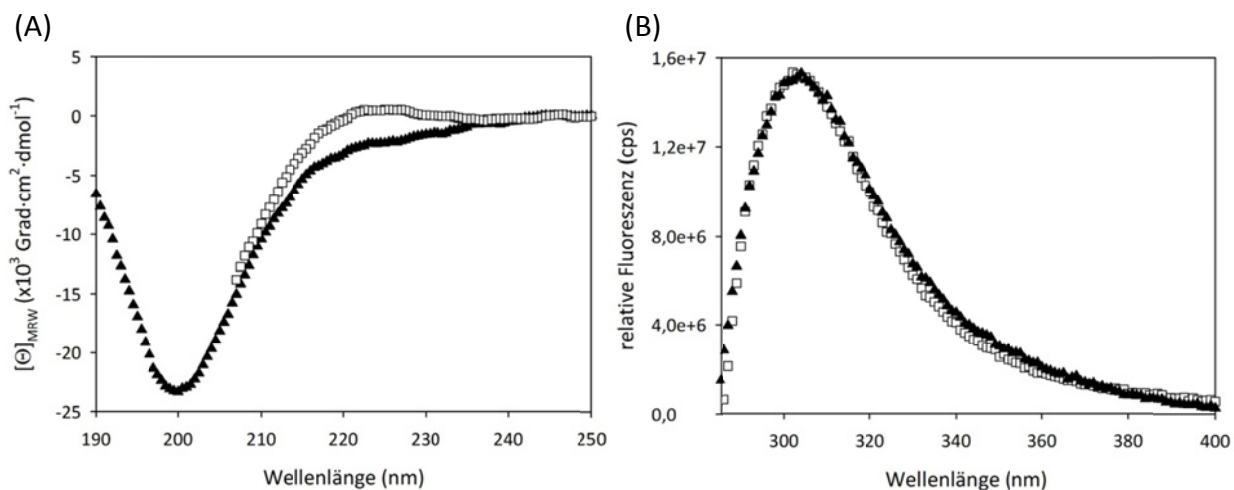 (A)
[Θ]MRW (x10³ Grad·cm²·dmol⁻¹)
5
0
-5
-10
-15
-20
-25
190 200 210 220 230 240 250
Wellenlänge (nm)
(B)
relative Fluoreszenz (cps)
1,6e+7
1,2e+7
8,0e+6
4,0e+6
0,0
300 320 340 360 380 400
Wellenlänge (nm)